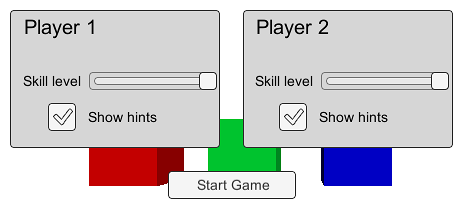 Player 1
Skill level
Show hints
Player 2
Skill level
Show hints
Start Game